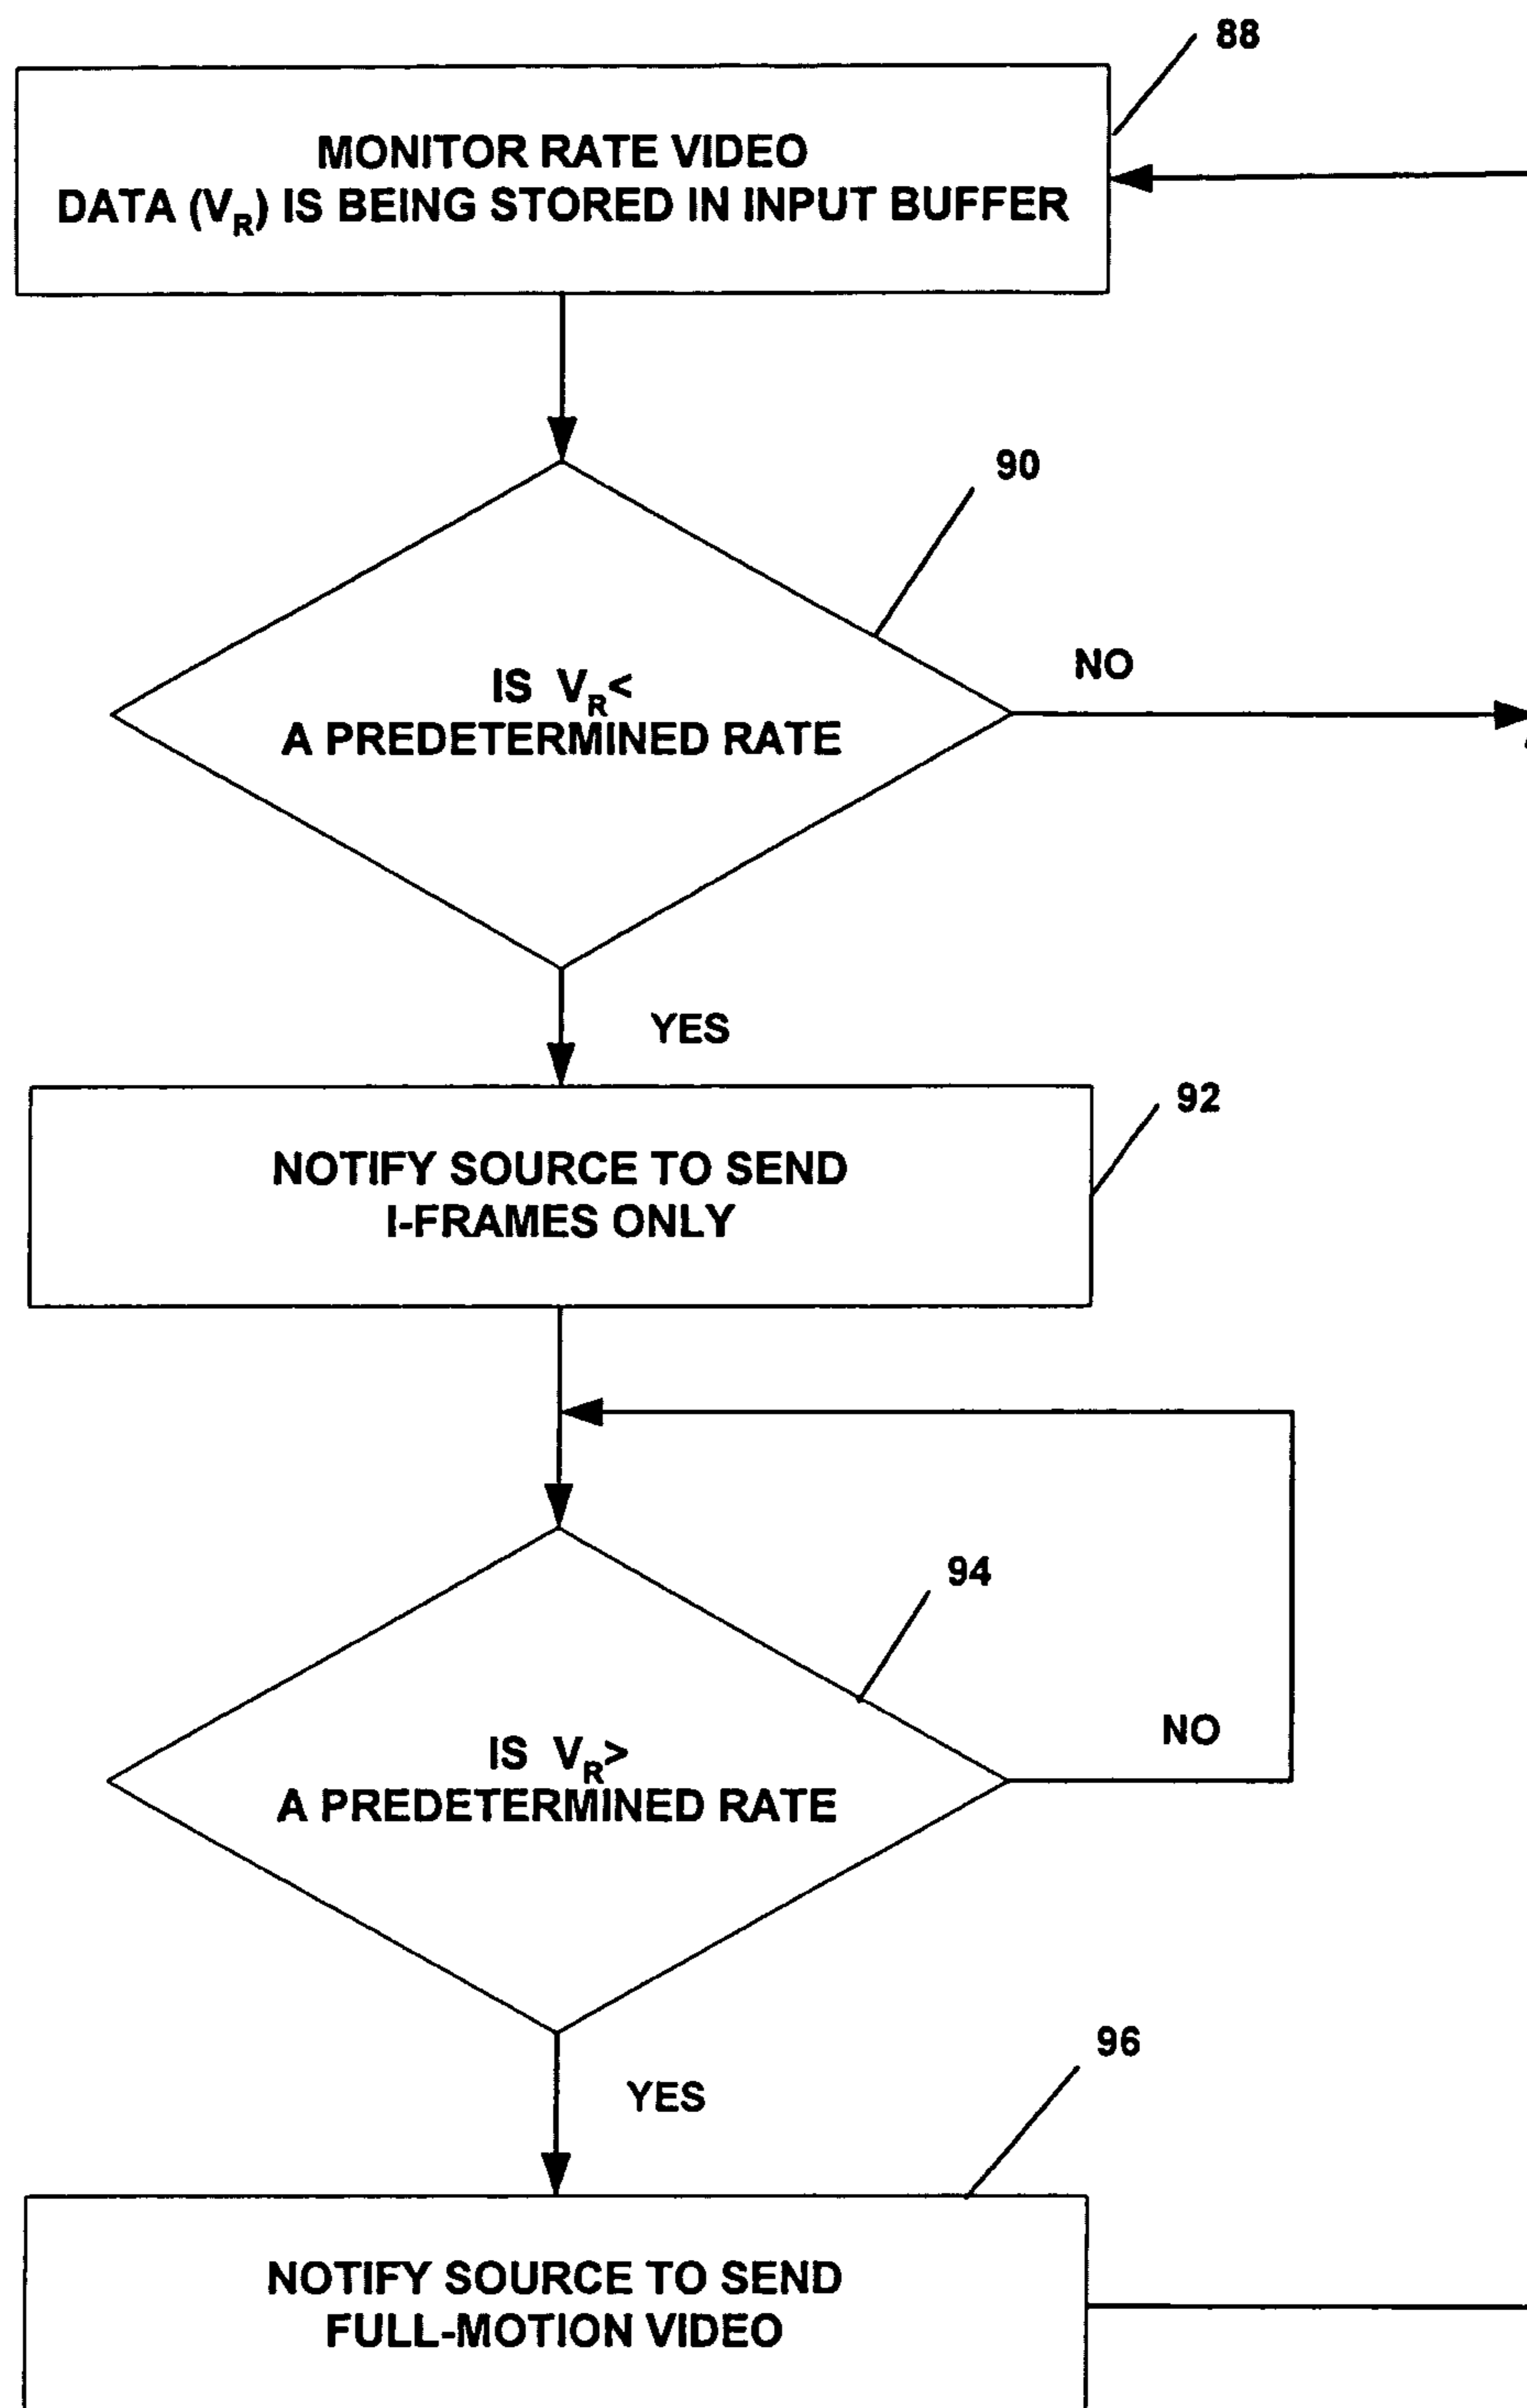 88
MONITOR RATE VIDEO
DATA (VR) IS BEING STORED IN INPUT BUFFER
90
IS VR<
A PREDETERMINED RATE
NO
YES
92
NOTIFY SOURCE TO SEND
I-FRAMES ONLY
94
IS VR>
A PREDETERMINED RATE
NO
YES
96
NOTIFY SOURCE TO SEND
FULL-MOTION VIDEO